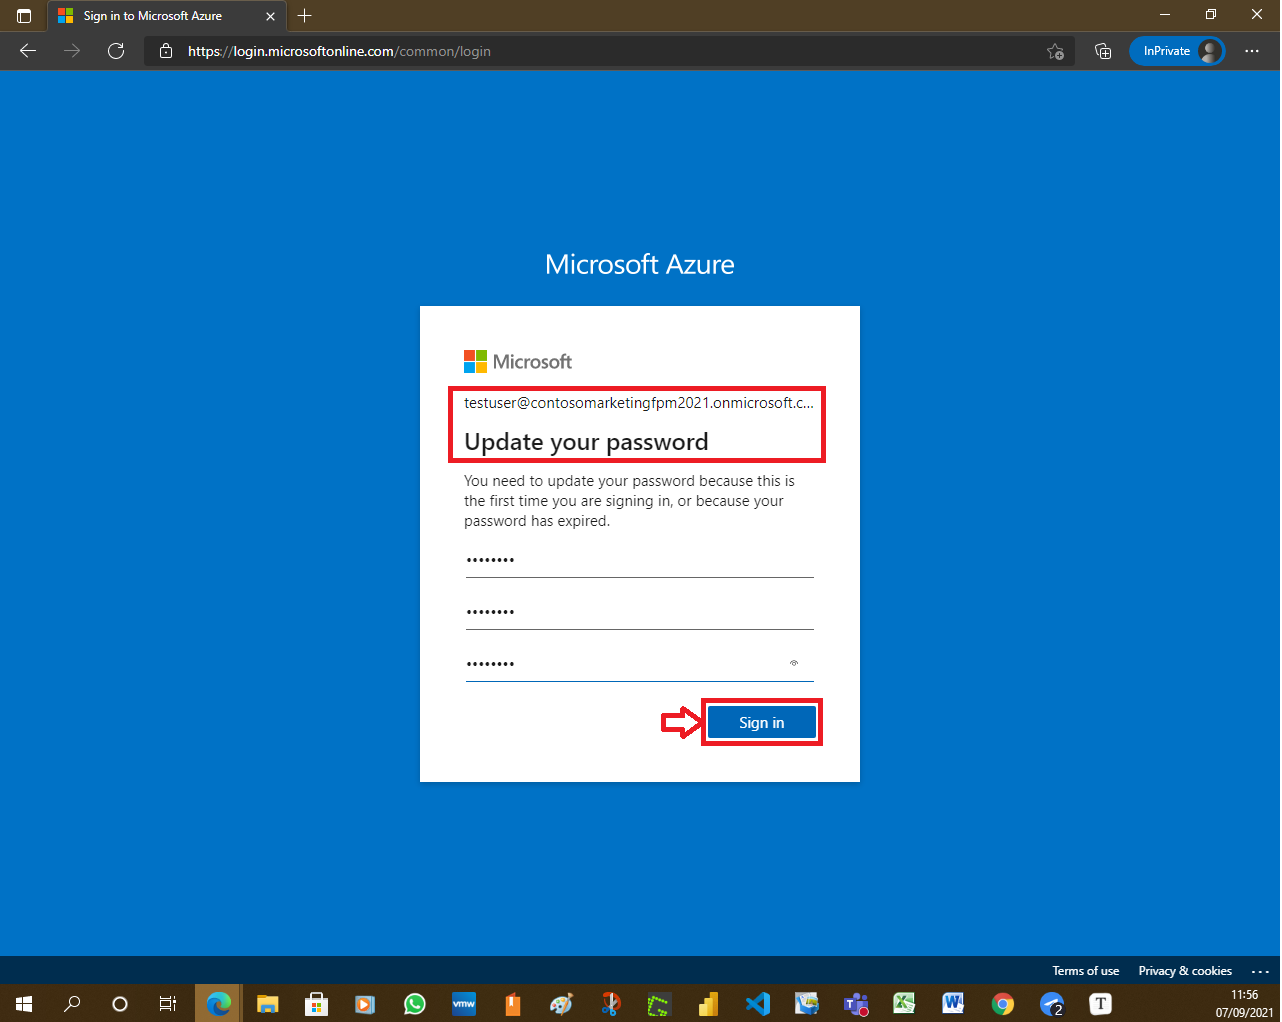 Sign in to Microsoft Azure
https://login.microsoftonline.com/common/login
InPrivate
Microsoft Azure
Microsoft
testuser@contosomarketingfpm2021.onmicrosoft.c...
Update your password
You need to update your password because this is
the first time you are signing in, or because your
password has expired.
••••••••
••••••••
••••••••
Sign in
Terms of use
Privacy & cookies
...
vmw
2
T
11:56
07/09/2021